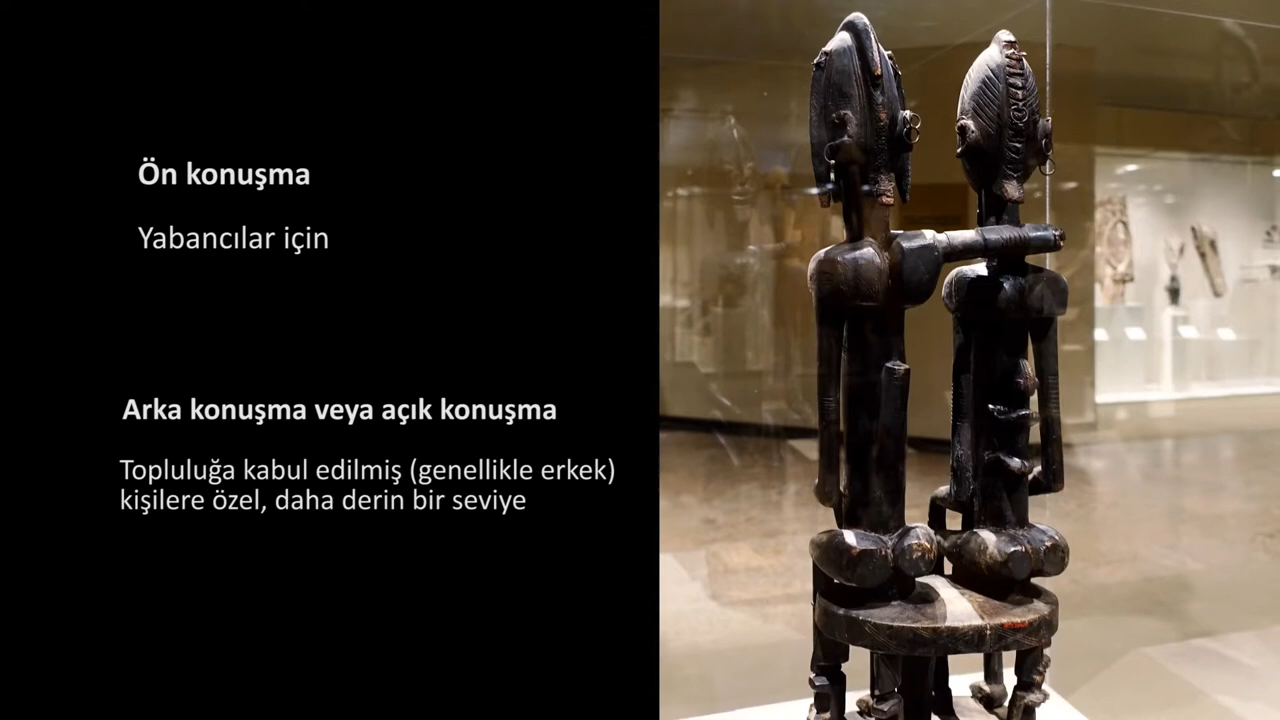 Ön konuşma
Yabancılar için
Arka konuşma veya açık konuşma
Topluluğa kabul edilmiş (genellikle erkek)
kişilere özel, daha derin bir seviye